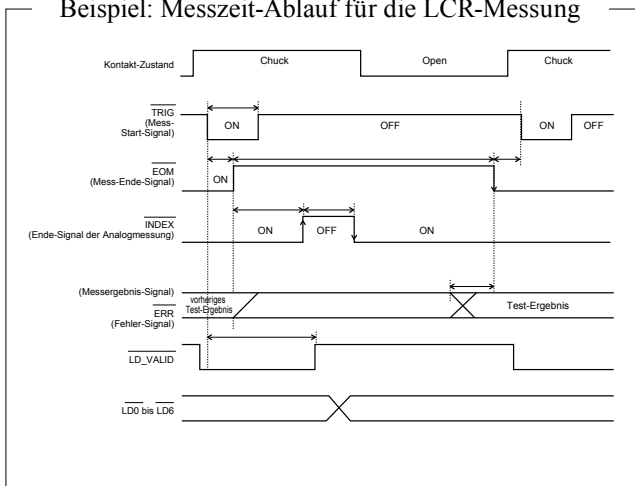 Beispiel: Messzeit-Ablauf für die LCR-Messung
Kontakt-Zustand
Chuck
Open
Chuck
TRIG
(Mess-
Start-Signal)
ON
OFF
ON
OFF
EOM
(Mess-Ende-Signal)
ON
INDEX
(Ende-Signal der Analogmessung)
ON
OFF
ON
(Messergebnis-Signal)
ERR
(Fehler-Signal)
vorheriges
Test-Ergebnis
Test-Ergebnis
LD_VALID
LD0 bis LD6